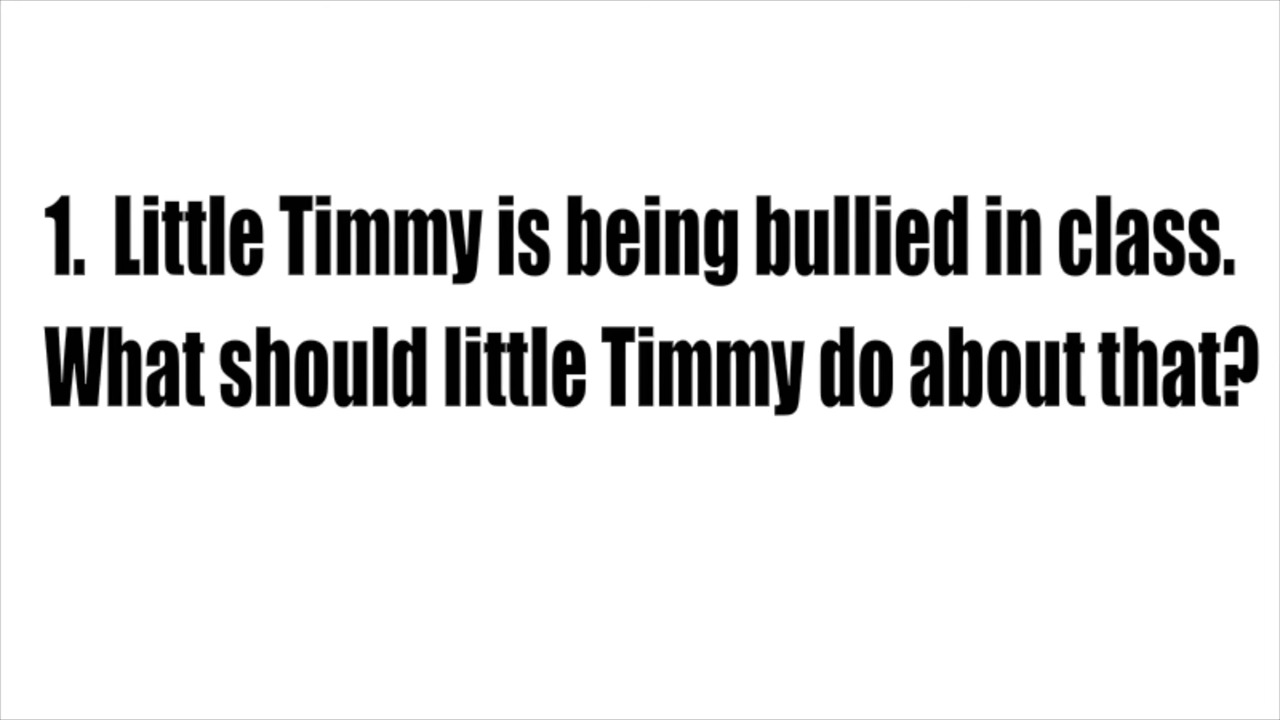 1. Little Timmy is being bullied in class.
What should little Timmy do about that?